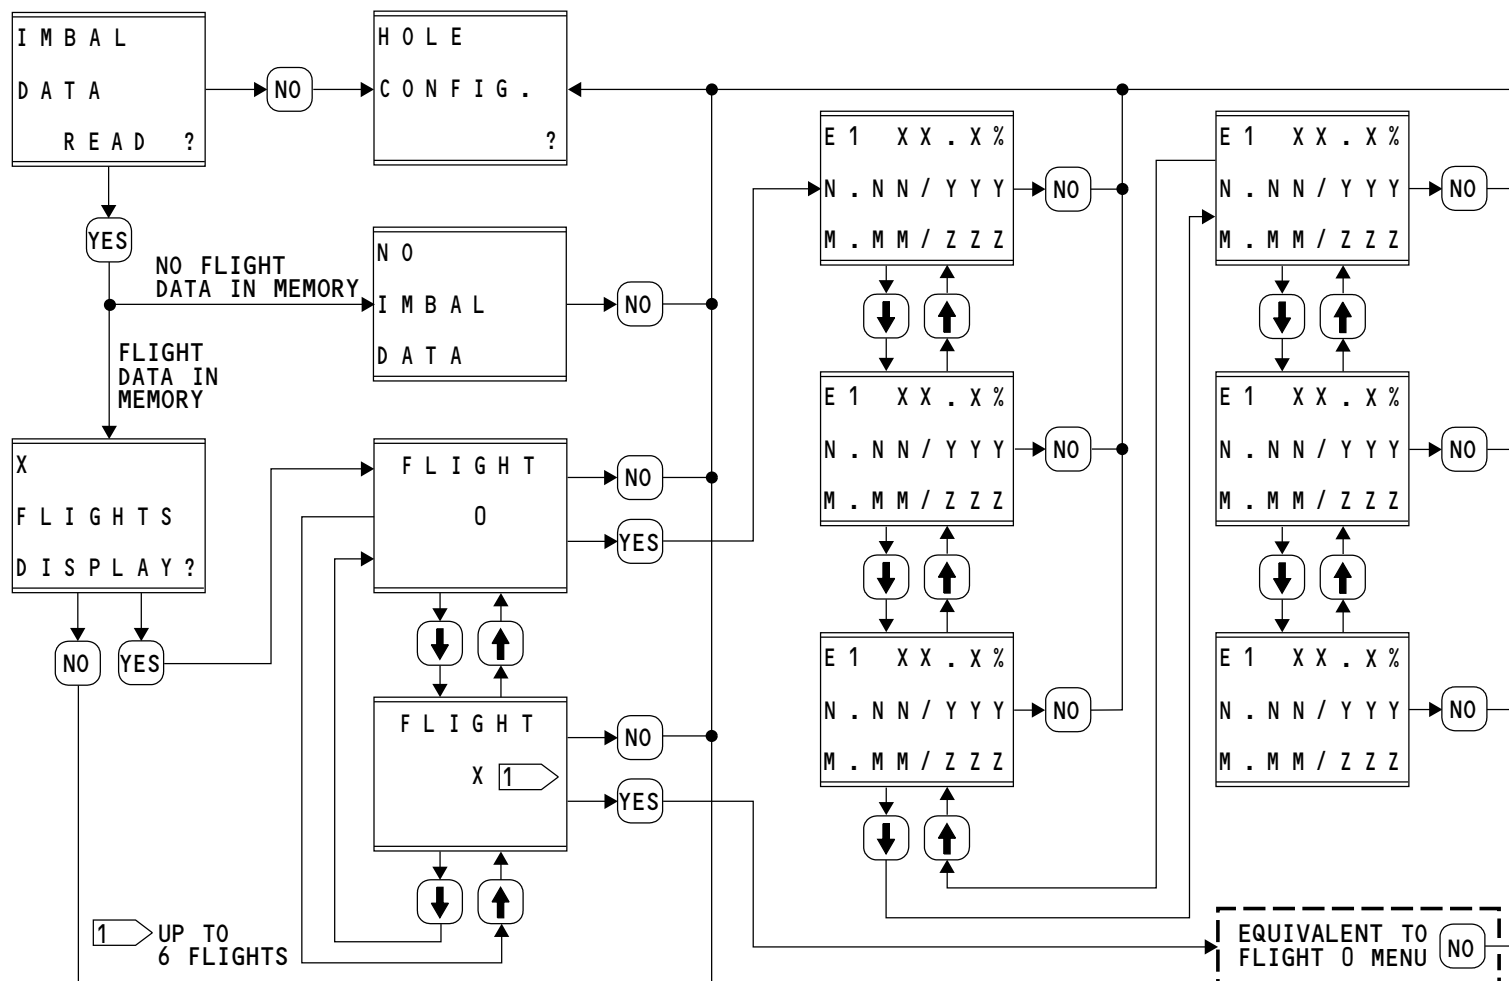 IMBAL
DATA
READ ?
NO
HOLE
CONFIG.
?
YES
NO FLIGHT
DATA IN MEMORY
NO
IMBAL
DATA
NO
FLIGHT
DATA IN
MEMORY
X
FLIGHTS
DISPLAY?
NO
YES
FLIGHT
0
NO
YES
FLIGHT
X 1
NO
YES
1 UP TO
6 FLIGHTS
E1 XX.X%
N.NN/YYY
M.MM/ZZZ
NO
E1 XX.X%
N.NN/YYY
M.MM/ZZZ
NO
E1 XX.X%
N.NN/YYY
M.MM/ZZZ
NO
E1 XX.X%
N.NN/YYY
M.MM/ZZZ
NO
E1 XX.X%
N.NN/YYY
M.MM/ZZZ
NO
E1 XX.X%
N.NN/YYY
M.MM/ZZZ
NO
EQUIVALENT TO
FLIGHT 0 MENU
NO